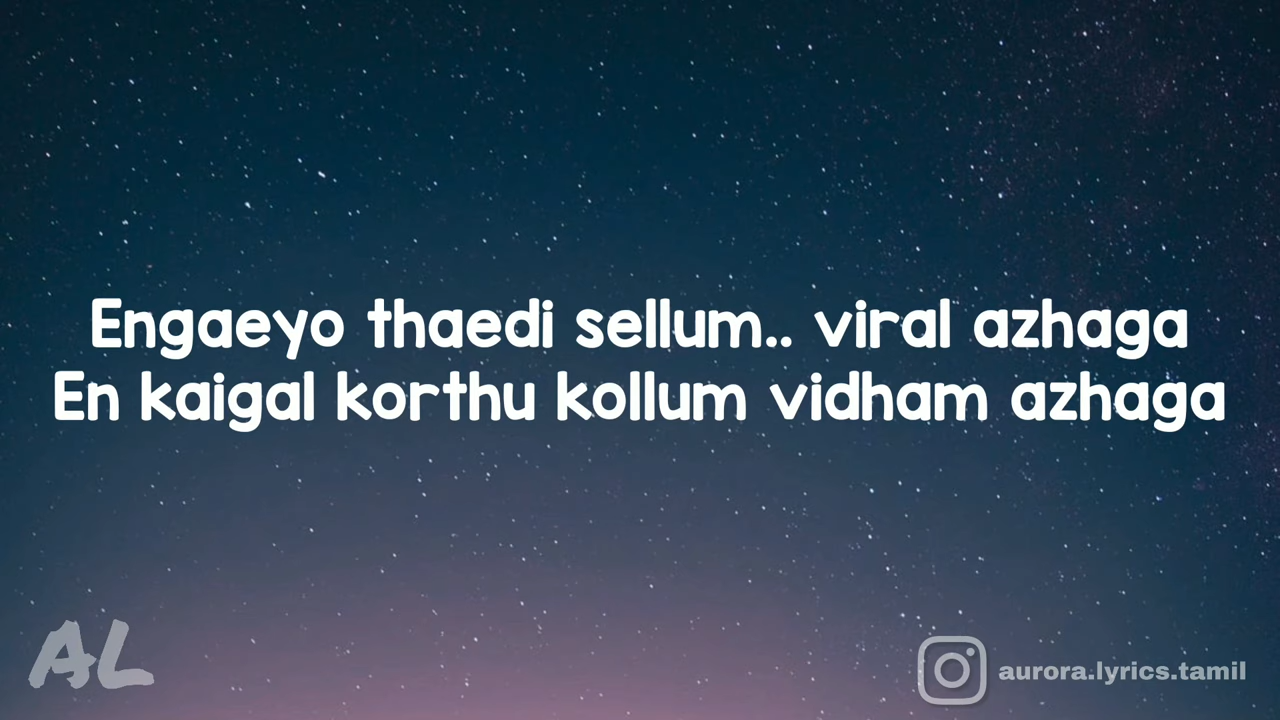 Engaeyo thaedi sellum.. viral azhaga
En kaigal korthu kollum vidham azhaga
AL
aurora.lyrics.tamil